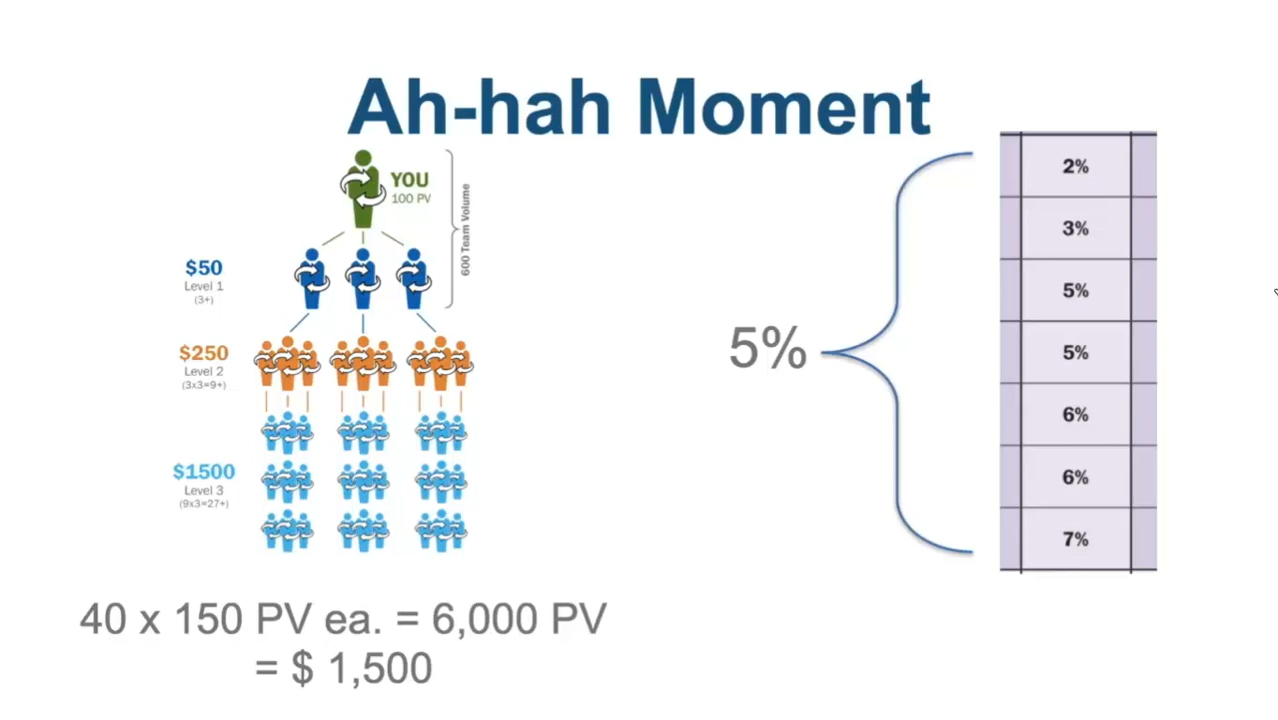 Ah-hah Moment
YOU
100 PV
600 Team Volume
$50
Level 1
(3+)
$250
Level 2
(3x3=9+)
$1500
Level 3
(9x3=27+)
40 x 150 PV ea. = 6,000 PV
= $ 1,500
5%
2%
3%
5%
5%
6%
6%
7%